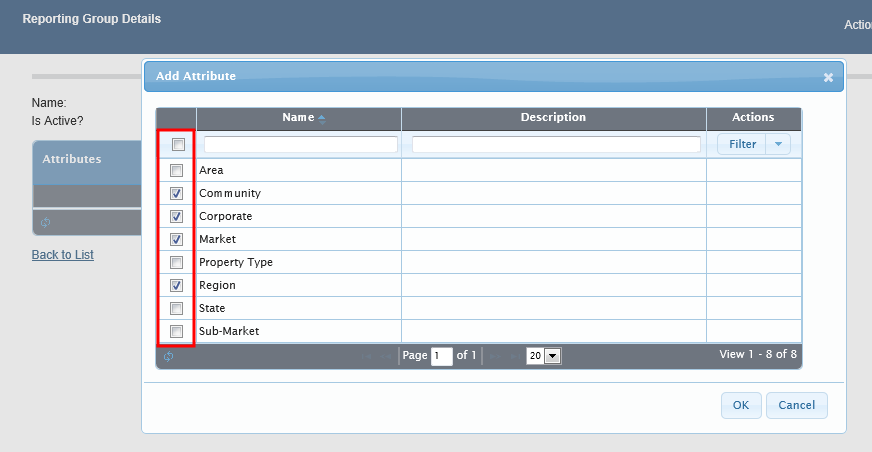 Reporting Group Details
Actio
Add Attribute
Name:
Is Active?
Attributes
Back to List
Name Description Actions
Filter
Area
Community
Corporate
Market
Property Type
Region
State
Sub-Market
Page 1 of 1 20 View 1 - 8 of 8
OK Cancel